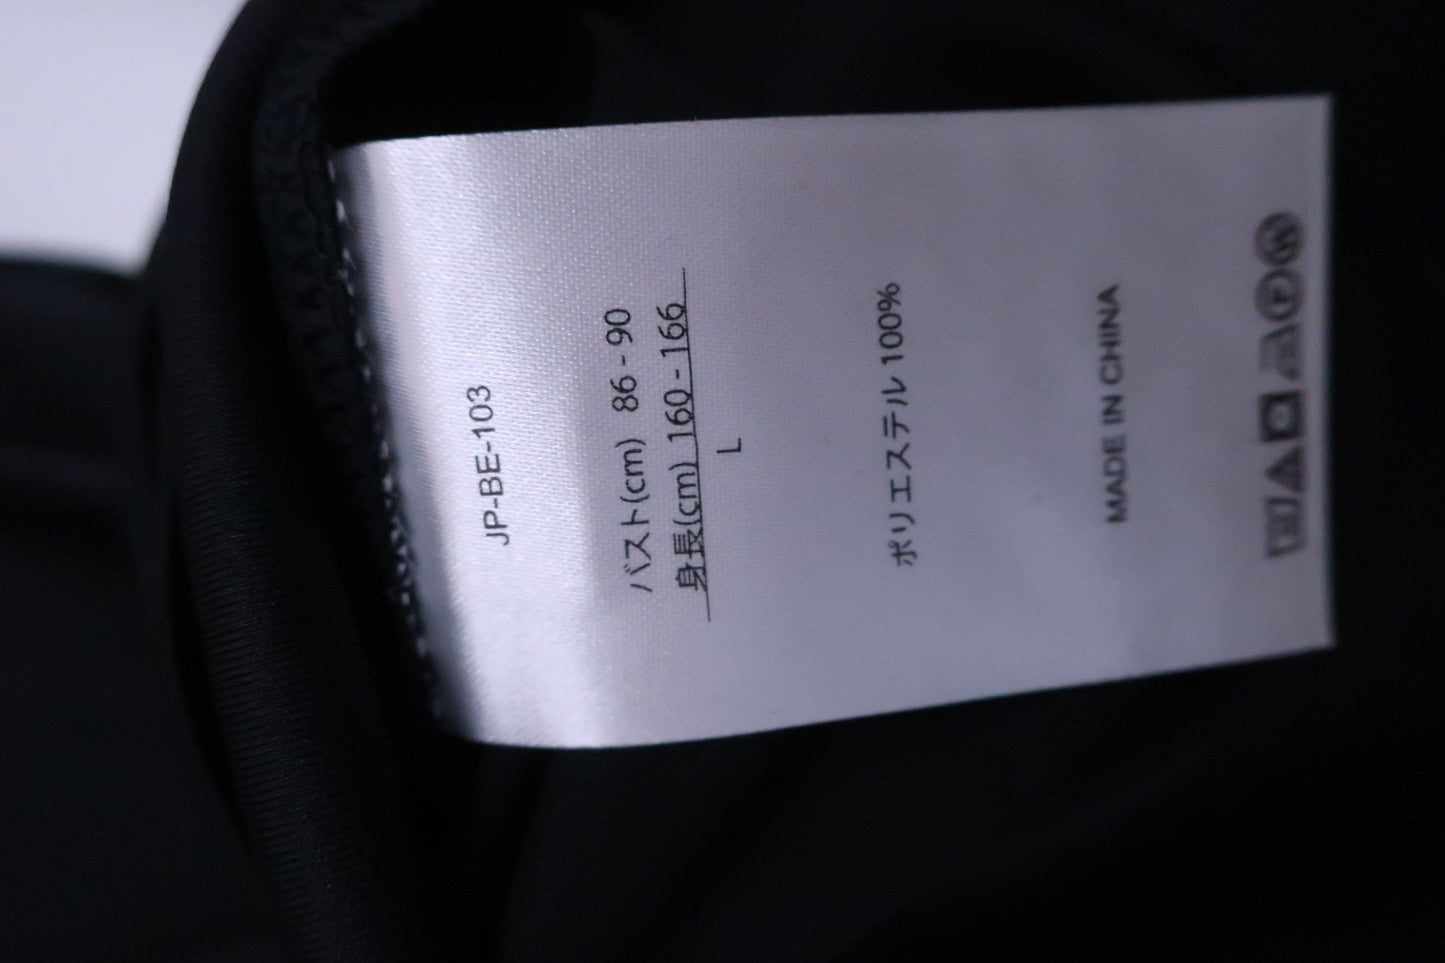 JP-BE-103
バスト(cm) 86 - 90
身長(cm) 160 - 166
L
ポリエステル 100%
MADE IN CHINA